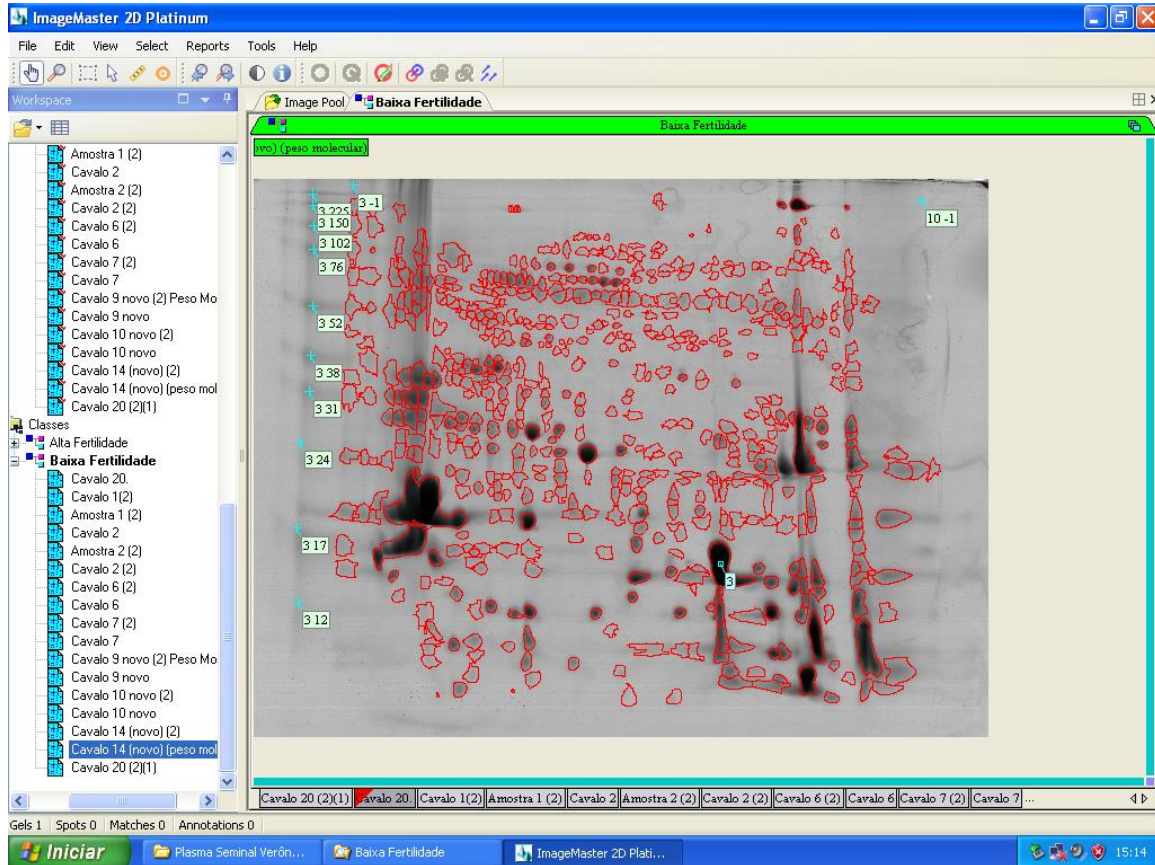 ImageMaster 2D Platinum
File Edit View Select Reports Tools Help
Workspace
Image Pool
Baixa Fertilidade
Baixa Fertilidade
ovo) (peso molecular)
Amostra 1 (2)
Cavalo 2
Amostra 2 (2)
Cavalo 2 (2)
Cavalo 6 (2)
Cavalo 6
Cavalo 7 (2)
Cavalo 7
Cavalo 9 novo (2) Peso Mo
Cavalo 9 novo
Cavalo 10 novo (2)
Cavalo 10 novo
Cavalo 14 (novo) (2)
Cavalo 14 (novo) (peso mol
Cavalo 20 (2)(1)
Classes
Alta Fertilidade
Baixa Fertilidade
Cavalo 20.
Cavalo 1(2)
Amostra 1 (2)
Cavalo 2
Amostra 2 (2)
Cavalo 2 (2)
Cavalo 6 (2)
Cavalo 6
Cavalo 7 (2)
Cavalo 7
Cavalo 9 novo (2) Peso Mo
Cavalo 9 novo
Cavalo 10 novo (2)
Cavalo 10 novo
Cavalo 14 (novo) (2)
Cavalo 14 (novo) (peso mol
Cavalo 20 (2)(1)
3 -1
10 -1
3 225
3 150
3 102
3 76
3 52
3 38
3 31
3 24
3 17
3
3 12
Cavalo 20 (2)(1) Cavalo 20. Cavalo 1(2) Amostra 1 (2) Cavalo 2 Amostra 2 (2) Cavalo 2 (2) Cavalo 6 (2) Cavalo 6 Cavalo 7 (2) Cavalo 7 ...
Gels 1 Spots 0 Matches 0 Annotations 0
Iniciar Plasma Seminal Verôn... Baixa Fertilidade ImageMaster 2D Plati... 15:14